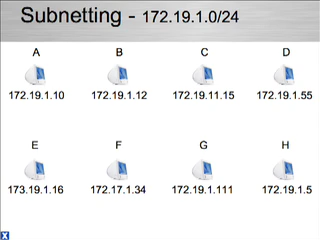 Subnetting - 172.19.1.0/24
A B C D
172.19.1.10 172.19.1.12 172.19.11.15 172.19.1.55
E F G H
173.19.1.16 172.17.1.34 172.19.1.111 172.19.1.5
X